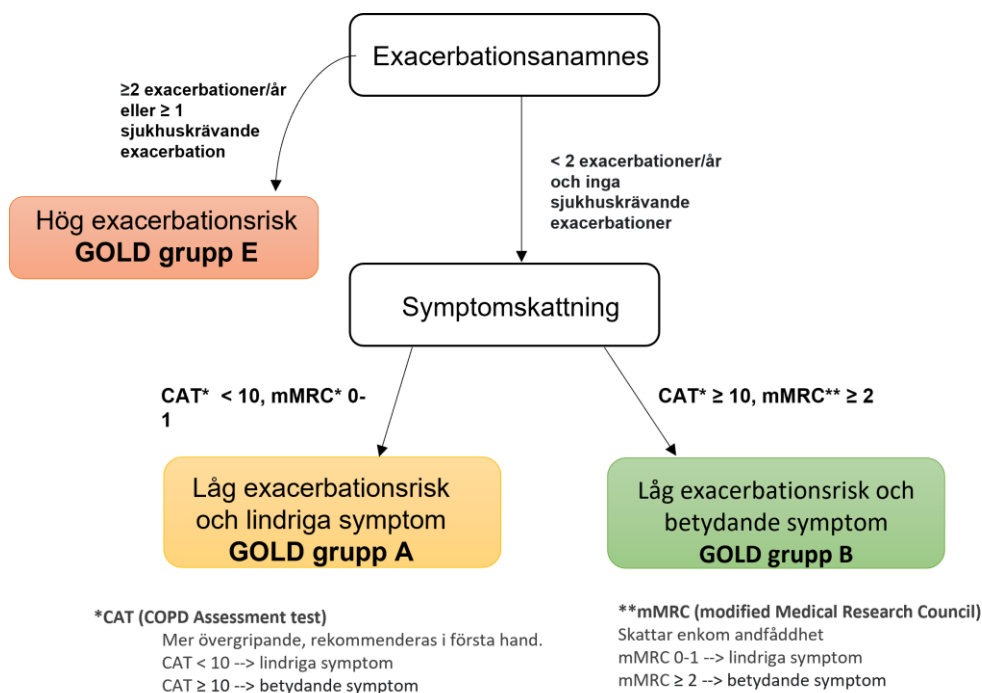 Exacerbationsanamnes
≥2 exacerbationer/år
eller ≥ 1
sjukhuskrävande
exacerbation
< 2 exacerbationer/år
och inga
sjukhuskrävande
exacerbationer
Hög exacerbationsrisk
GOLD grupp E
Symptomskattning
CAT* < 10, mMRC* 0-
1
CAT* ≥ 10, mMRC** ≥ 2
Låg exacerbationsrisk
och lindriga symptom
GOLD grupp A
Låg exacerbationsrisk och
betydande symptom
GOLD grupp B
*CAT (COPD Assessment test)
Mer övergripande, rekommenderas i första hand.
CAT < 10 --> lindriga symptom
CAT ≥ 10 --> betydande symptom
**mMRC (modified Medical Research Council)
Skattar enkom andfåddhet
mMRC 0-1 --> lindriga symptom
mMRC ≥ 2 --> betydande symptom